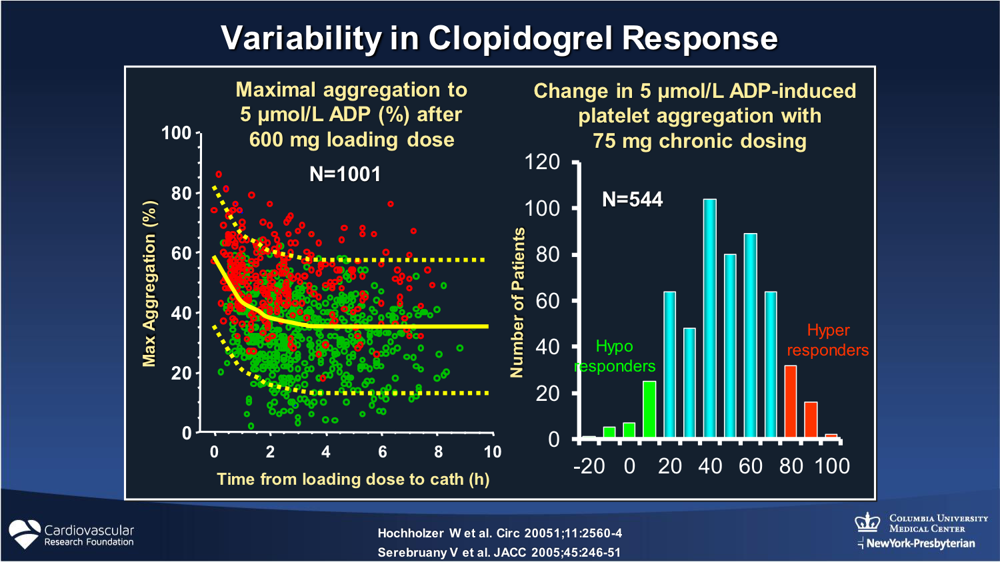 Variability in Clopidogrel Response
Maximal aggregation to
5 µmol/L ADP (%) after
600 mg loading dose
N=1001
Max Aggregation (%)
100
80
60
40
20
0
0 2 4 6 8 10
Time from loading dose to cath (h)
Change in 5 µmol/L ADP-induced
platelet aggregation with
75 mg chronic dosing
N=544
Number of Patients
120
100
80
60
40
20
0
Hypo
responders
Hyper
responders
-20 0 20 40 60 80 100
Cardiovascular
Research Foundation
Hochholzer W et al. Circ 20051;11:2560-4
Serebruany V et al. JACC 2005;45:246-51
Columbia University
Medical Center
NewYork-Presbyterian